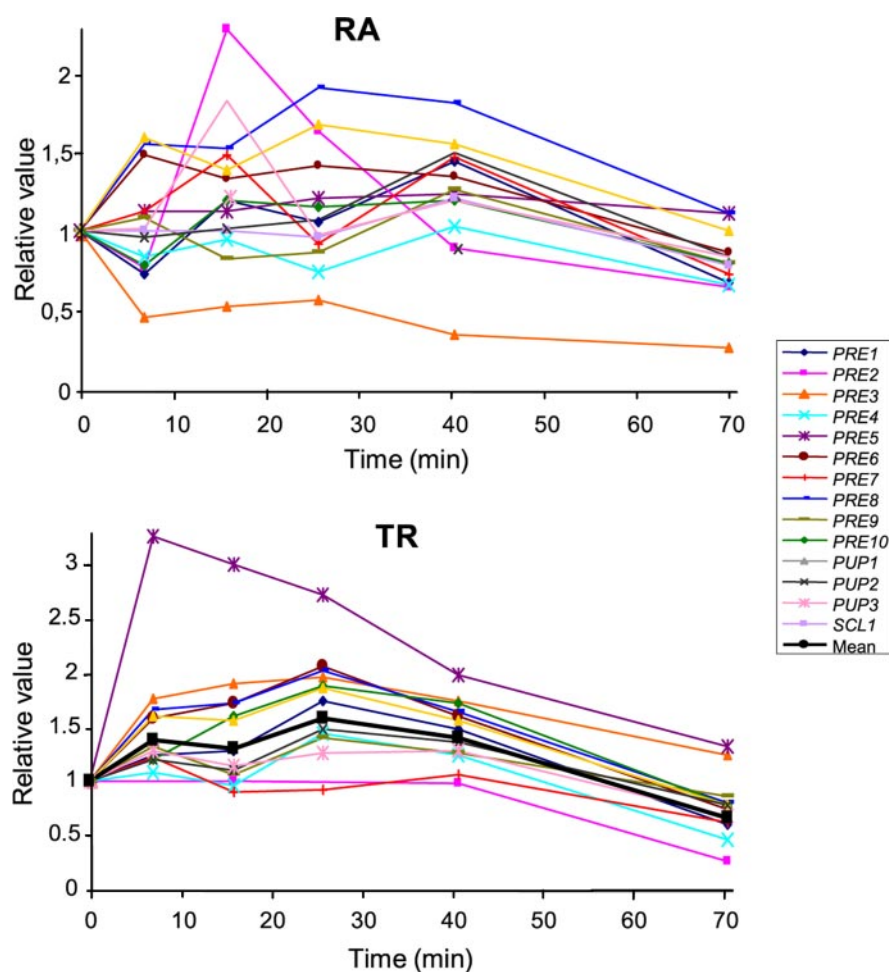 RA
Relative value
2
1,5
1
0,5
0
0 10 20 30 40 50 60 70
Time (min)
PRE1
PRE2
PRE3
PRE4
PRE5
PRE6
PRE7
PRE8
PRE9
PRE10
PUP1
PUP2
PUP3
SCL1
Mean
TR
Relative value
3
2.5
2
1.5
1
0.5
0
0 10 20 30 40 50 60 70
Time (min)